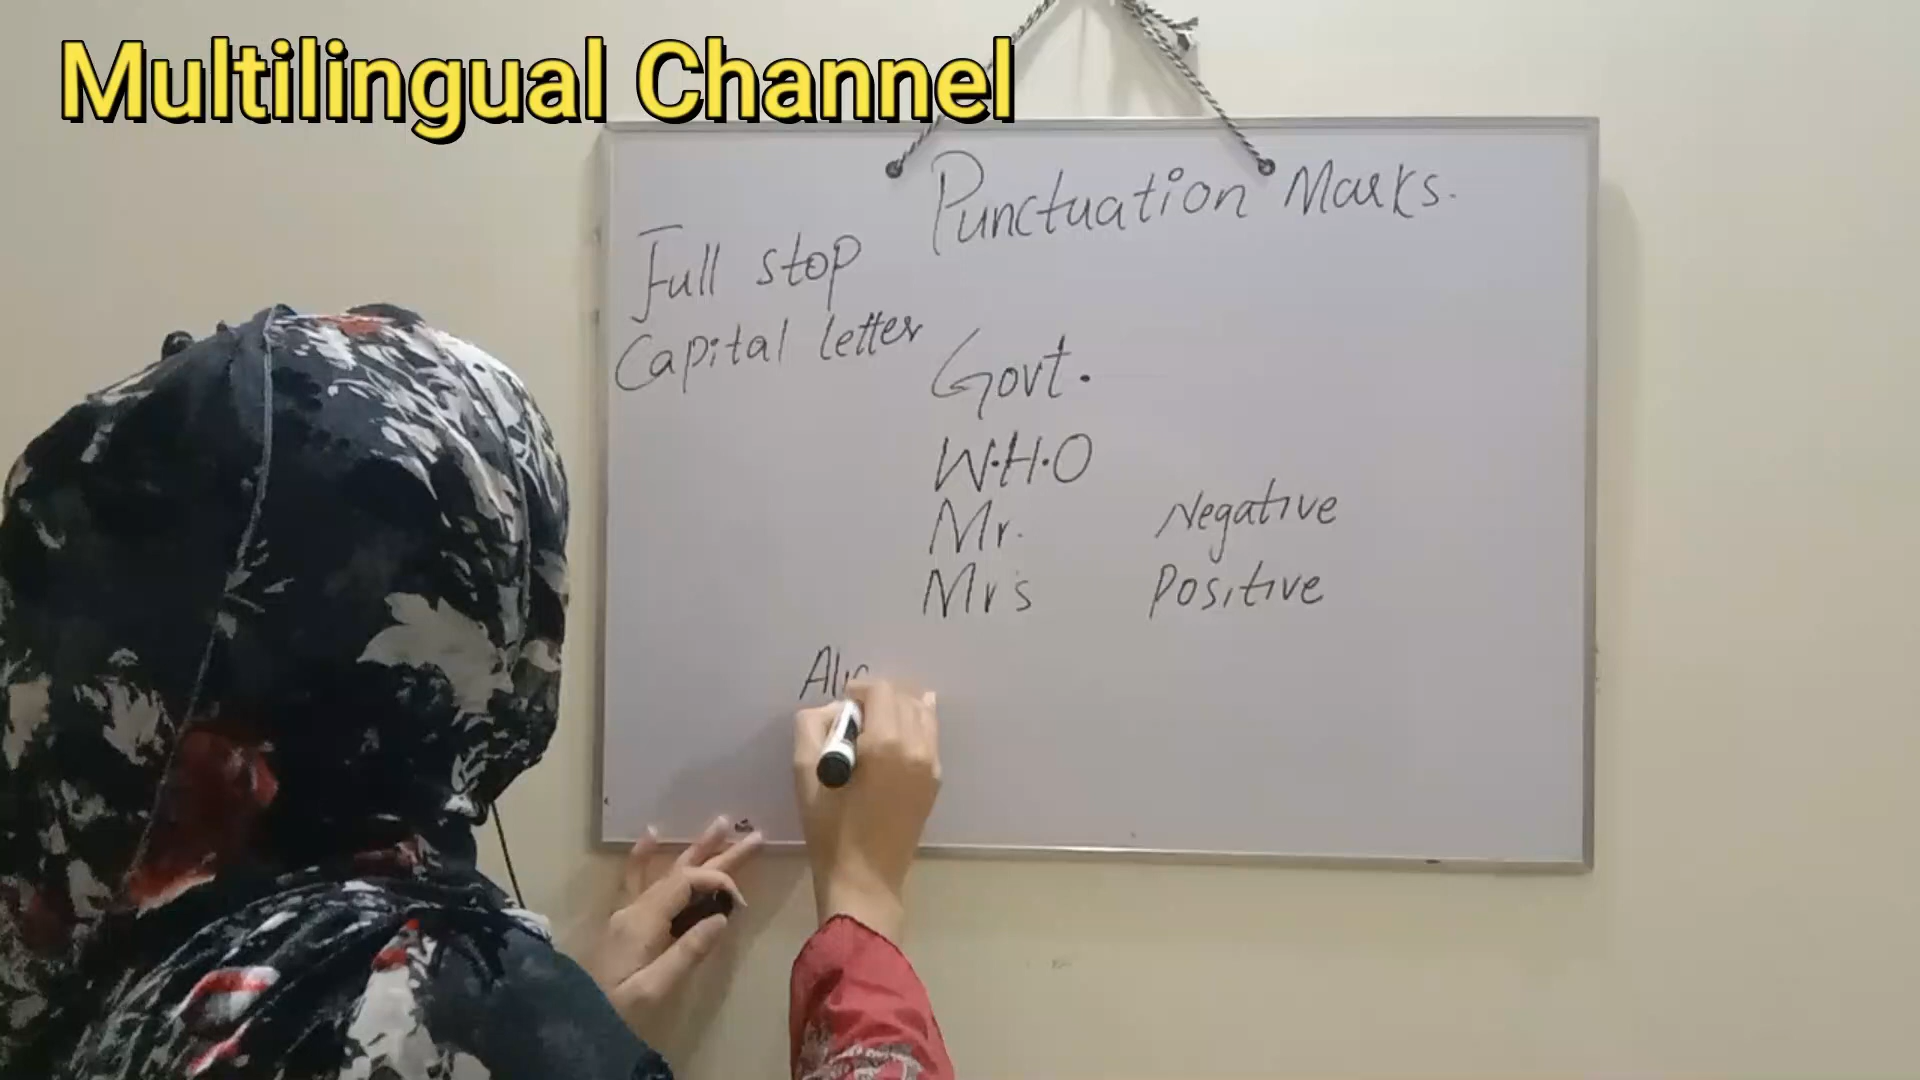 Multilingual Channel
Punctuation Marks.
Full stop
Capital letter
Govt.
W.H.O
Mr.
Mrs
Negative
Positive